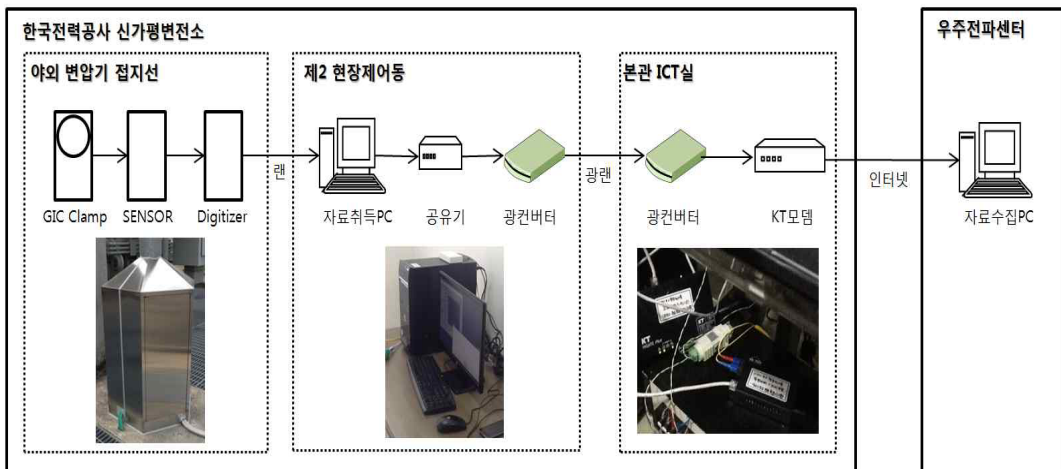 한국전력공사 신가평변전소
우주전파센터
야외 변압기 접지선
제2 현장제어동
본관 ICT실
랜
광랜
인터넷
GIC Clamp
SENSOR
Digitizer
자료취득PC
공유기
광컨버터
광컨버터
KT모뎀
자료수집PC
KT